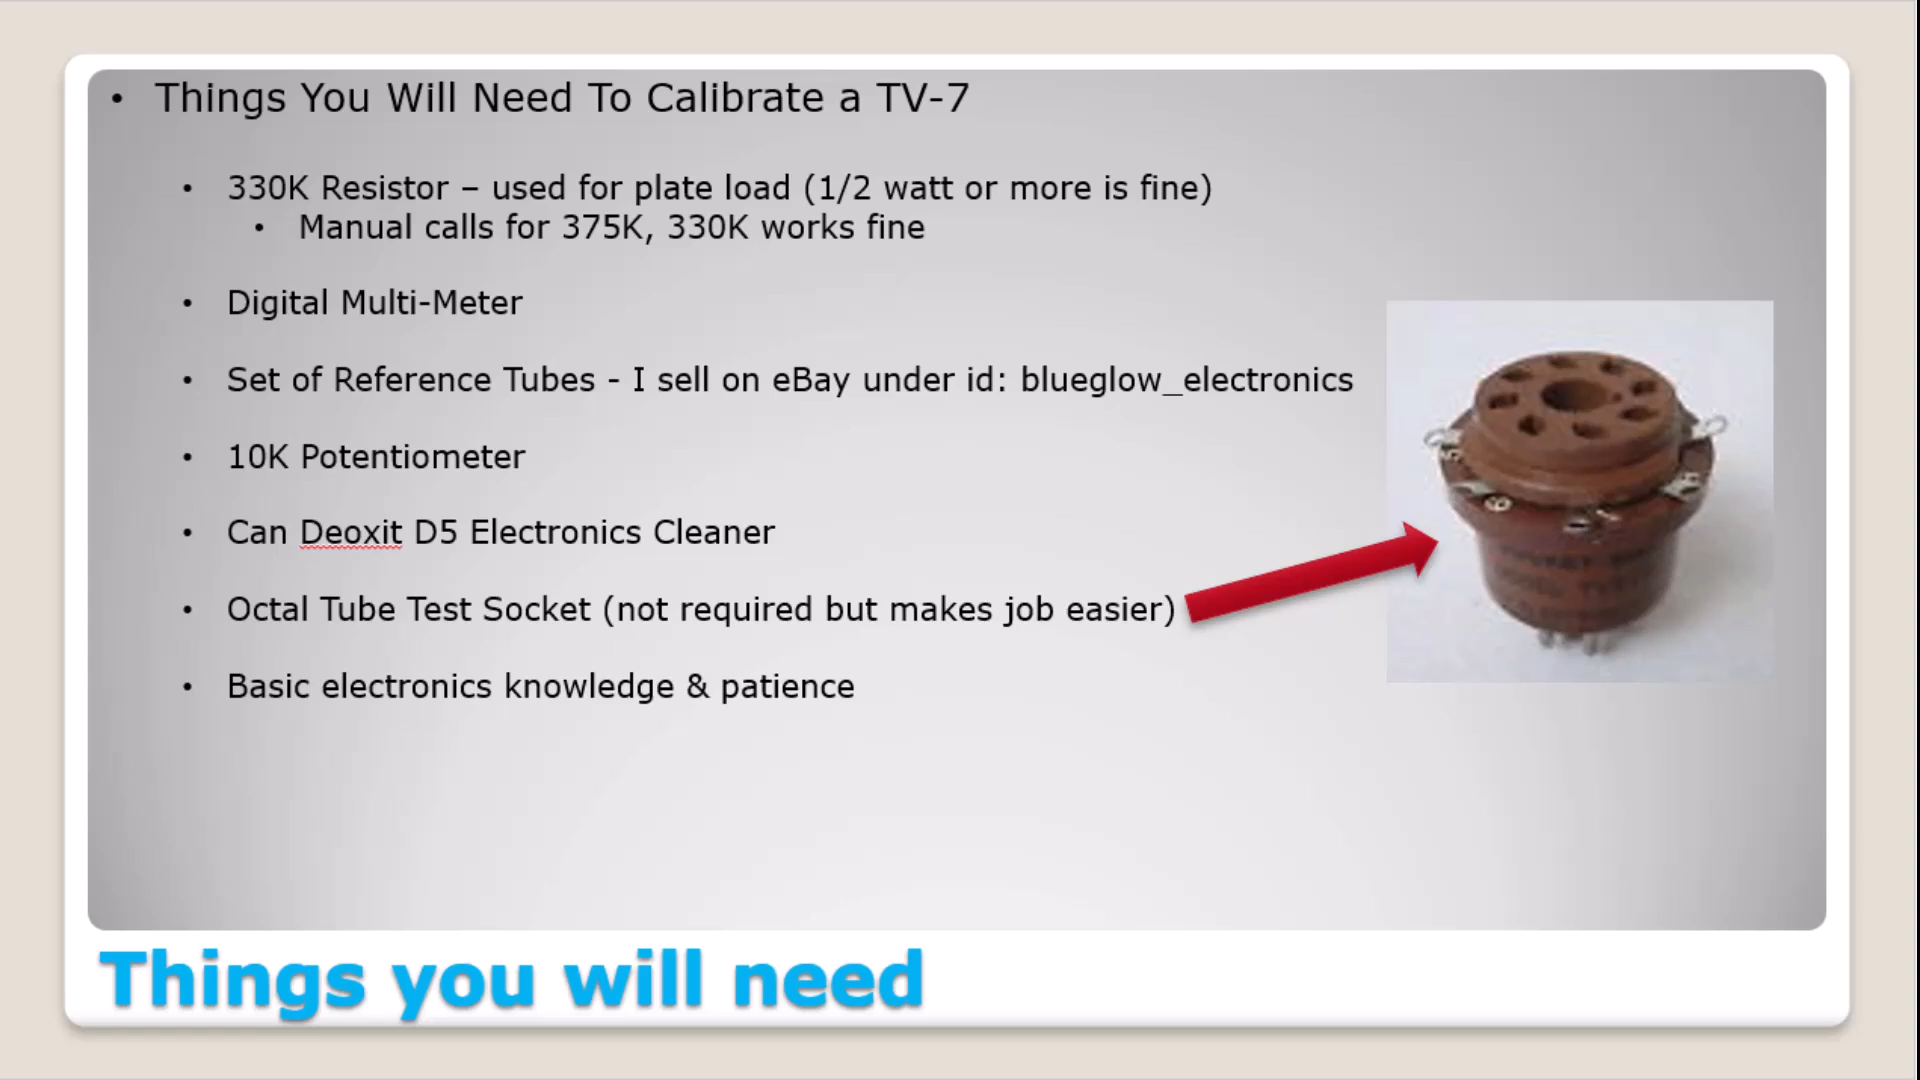 • Things You Will Need To Calibrate a TV-7
• 330K Resistor – used for plate load (1/2 watt or more is fine)
• Manual calls for 375K, 330K works fine
• Digital Multi-Meter
• Set of Reference Tubes - I sell on eBay under id: blueglow_electronics
• 10K Potentiometer
• Can Deoxit D5 Electronics Cleaner
• Octal Tube Test Socket (not required but makes job easier)
• Basic electronics knowledge & patience
Things you will need